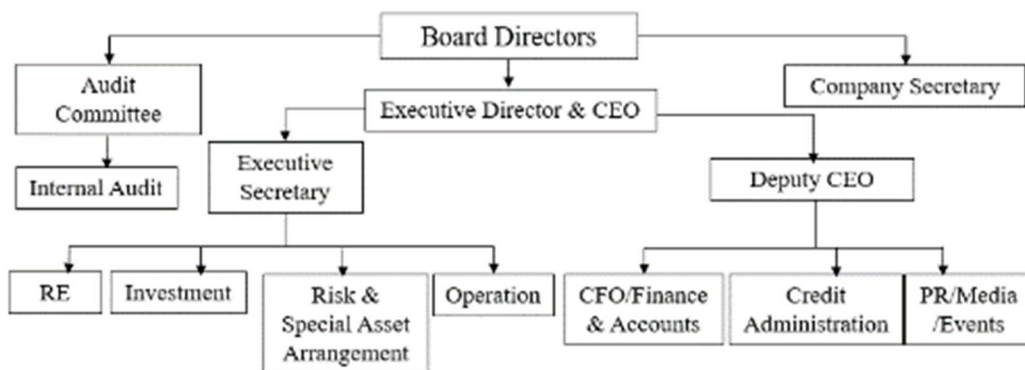 Board Directors
Audit
Committee
Company Secretary
Executive Director & CEO
Internal Audit
Executive
Secretary
Deputy CEO
RE
Investment
Risk &
Special Asset
Arrangement
Operation
CFO/Finance
& Accounts
Credit
Administration
PR/Media
/Events